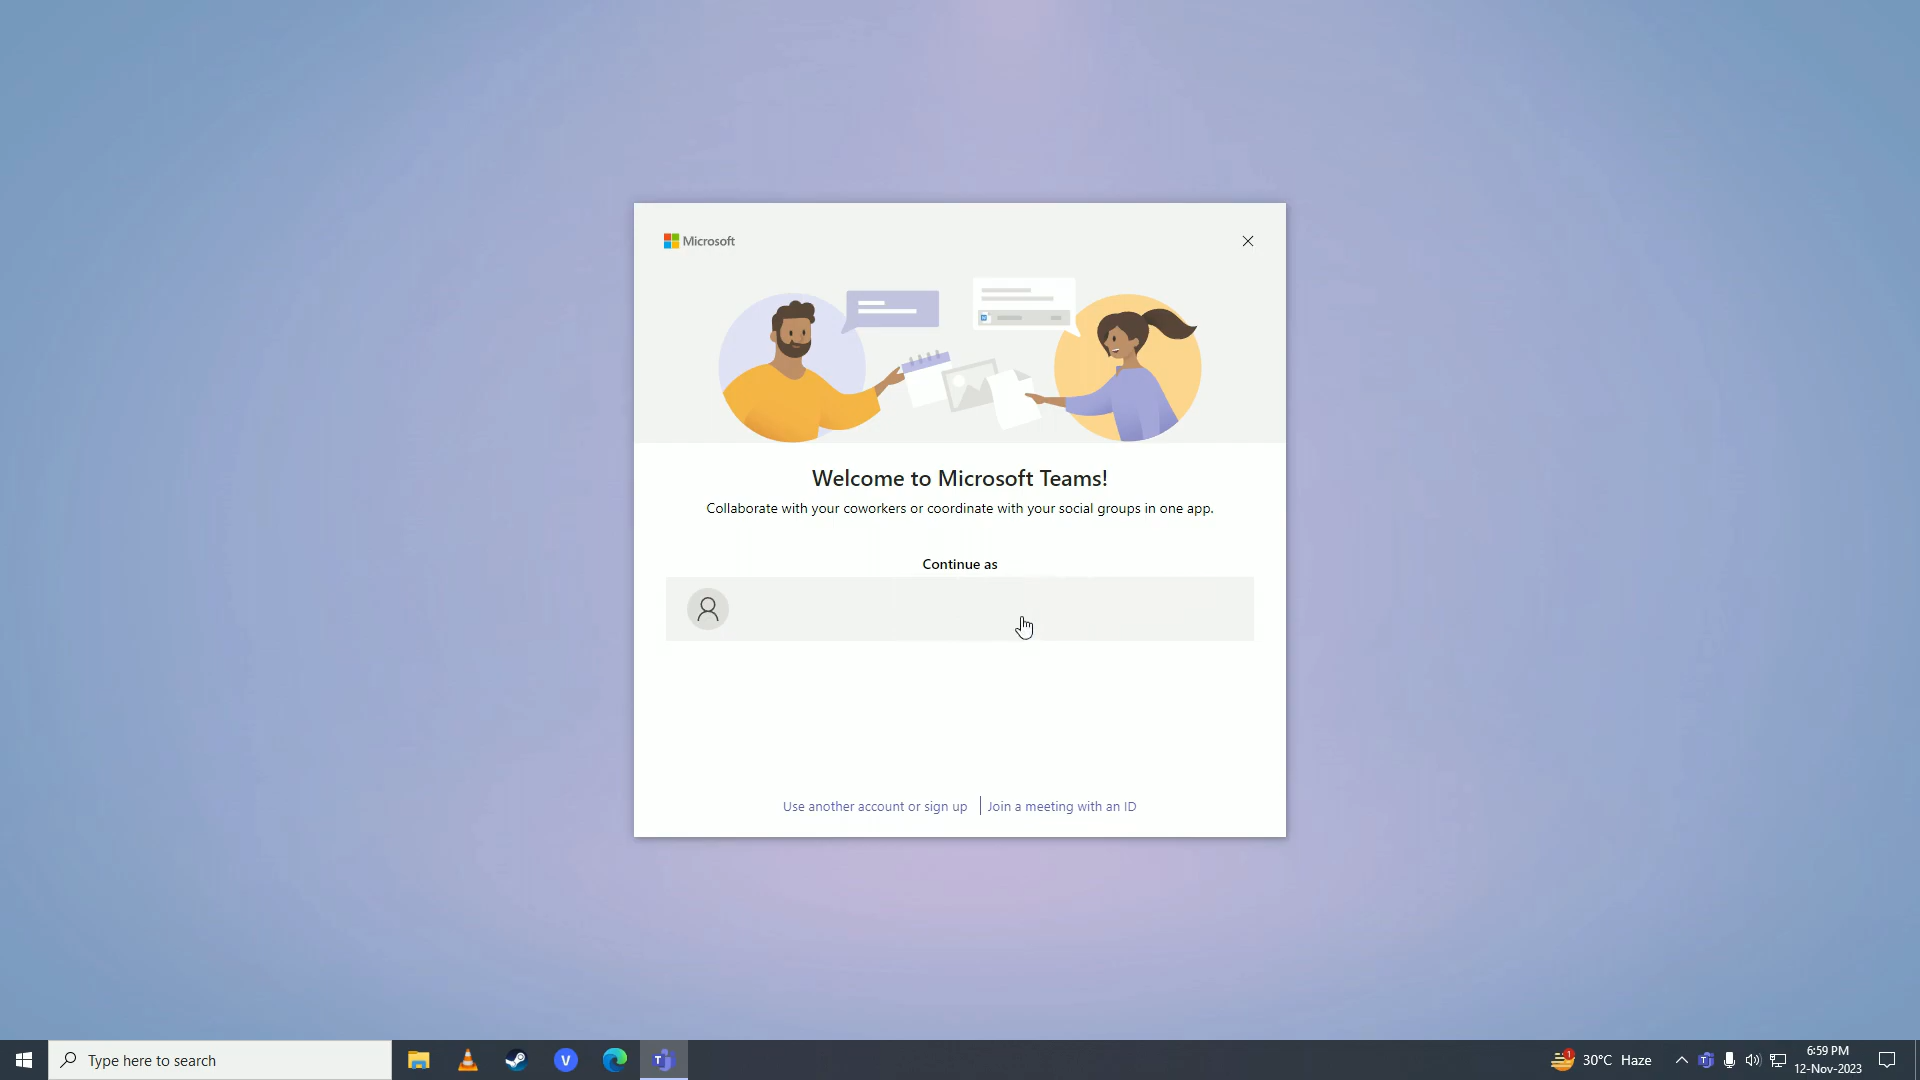 Microsoft
Welcome to Microsoft Teams!
Collaborate with your coworkers or coordinate with your social groups in one app.
Continue as
Use another account or sign up
Join a meeting with an ID
Type here to search
V
T
1
30°C Haze
T
6:59 PM
12-Nov-2023